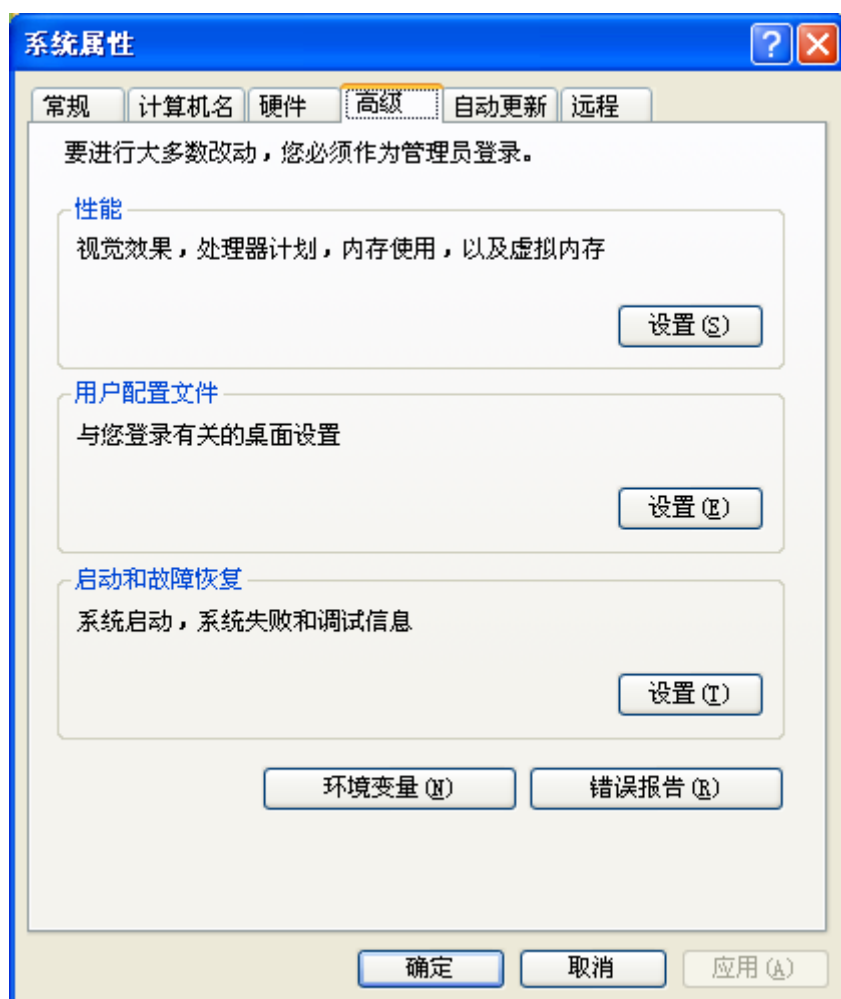 系统属性
常规 计算机名 硬件 高级 自动更新 远程
要进行大多数改动，您必须作为管理员登录。
性能
视觉效果，处理器计划，内存使用，以及虚拟内存
设置(S)
用户配置文件
与您登录有关的桌面设置
设置(E)
启动和故障恢复
系统启动，系统失败和调试信息
设置(T)
环境变量(N) 错误报告(R)
确定 取消 应用(A)